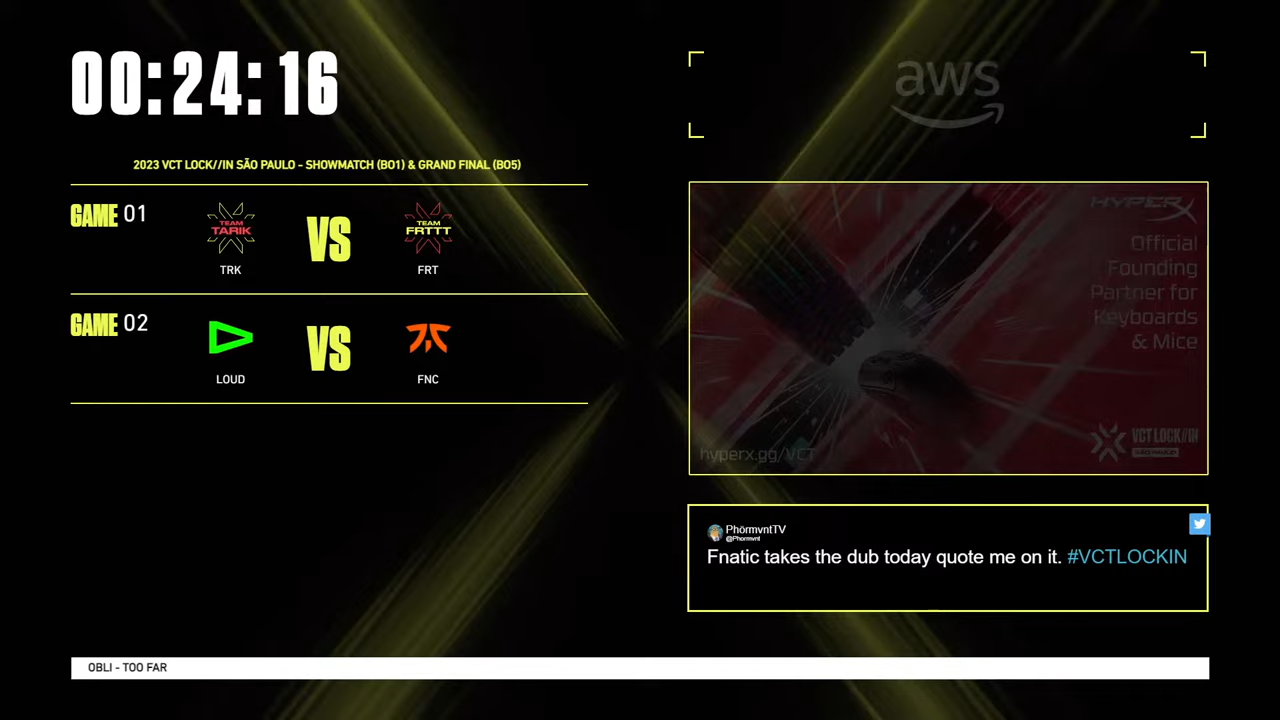 00:24:16
2023 VCT LOCK//IN SÃO PAULO - SHOWMATCH (BO1) & GRAND FINAL (BO5)
GAME 01
TEAM
TARIK
TRK
VS
TEAM
FRTTT
FRT
GAME 02
LOUD
VS
FNC
aws
HYPERX
Official
Founding
Partner for
Keyboards
& Mice
hyperx.gg/VCT
VCT LOCK//IN
SÃO PAULO
PhörmvntTV
@Phormvnt
Fnatic takes the dub today quote me on it. #VCTLOCKIN
OBLI - TOO FAR